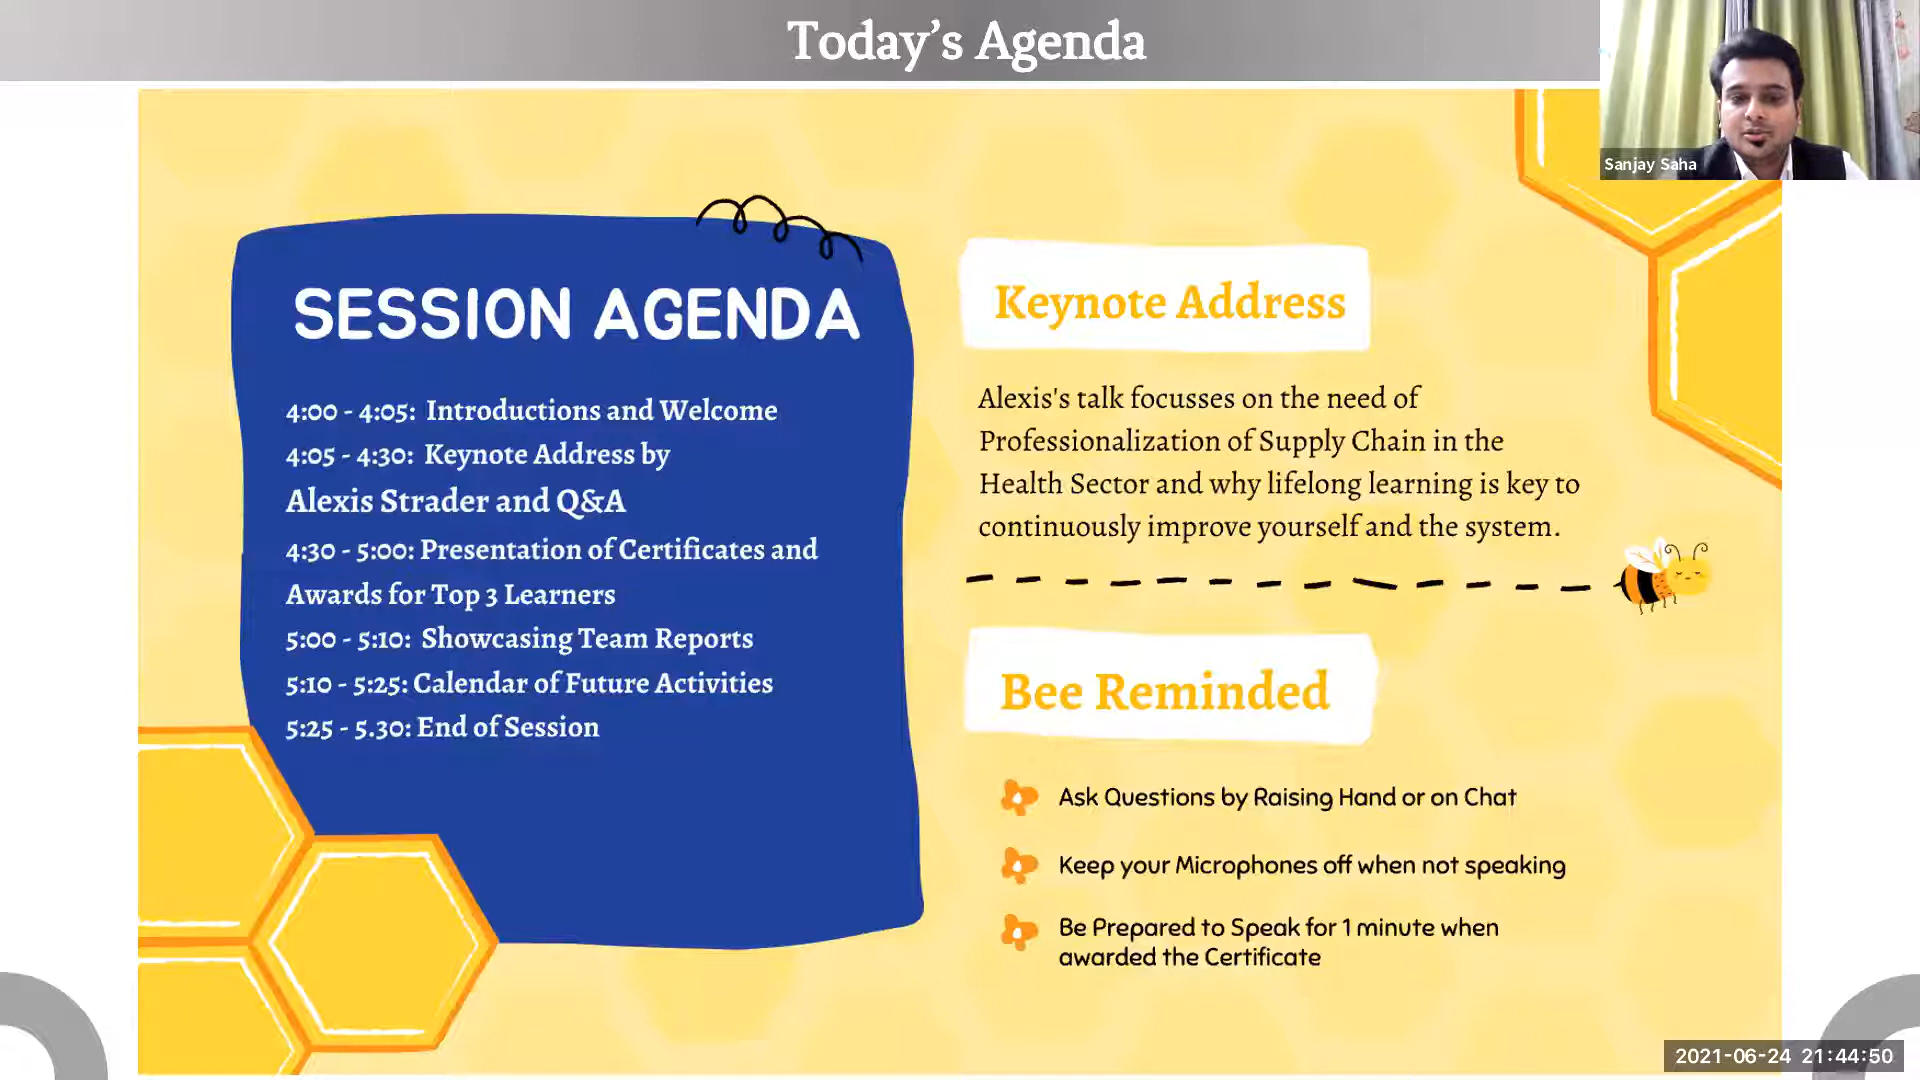 Today’s Agenda
Sanjay Saha
SESSION AGENDA
4:00 - 4:05: Introductions and Welcome
4:05 - 4:30: Keynote Address by
Alexis Strader and Q&A
4:30 - 5:00: Presentation of Certificates and
Awards for Top 3 Learners
5:00 - 5:10: Showcasing Team Reports
5:10 - 5:25: Calendar of Future Activities
5:25 - 5.30: End of Session
Keynote Address
Alexis's talk focusses on the need of
Professionalization of Supply Chain in the
Health Sector and why lifelong learning is key to
continuously improve yourself and the system.
Bee Reminded
Ask Questions by Raising Hand or on Chat
Keep your Microphones off when not speaking
Be Prepared to Speak for 1 minute when
awarded the Certificate
2021-06-24 21:44:50